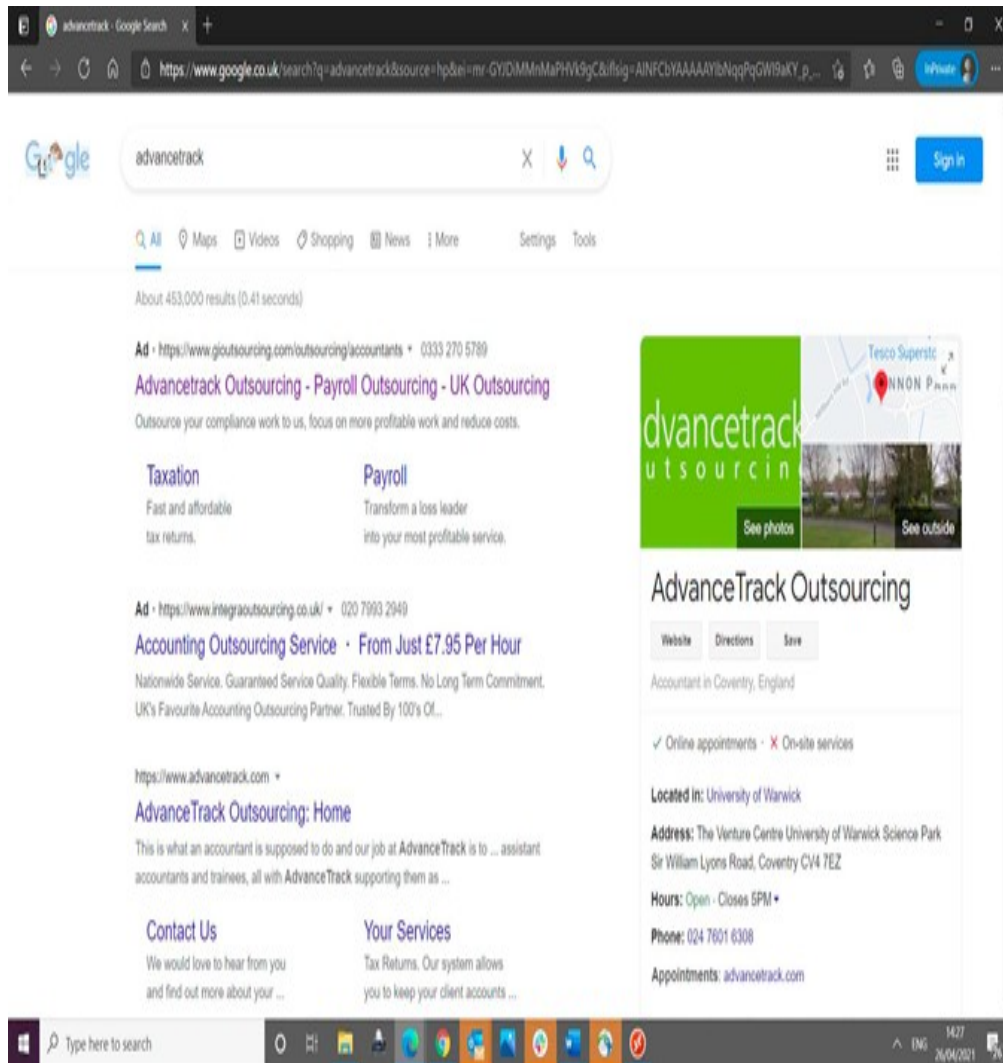 advancetrack - Google Search
https://www.google.co.uk/search?q=advancetrack&source=hp&ei=mr-GYJDiMMnMaPHVk9gC&iflsig=AINFCbYAAAAAYIbNqqPqGWI9aKY_p_...
InPrivate
advancetrack
Sign in
All Maps Videos Shopping News More Settings Tools
About 453,000 results (0.41 seconds)
Ad · https://www.gioutsourcing.com/outsourcing/accountants 0333 270 5789
Advancetrack Outsourcing - Payroll Outsourcing - UK Outsourcing
Outsource your compliance work to us, focus on more profitable work and reduce costs.
Taxation
Fast and affordable
tax returns.
Payroll
Transform a loss leader
into your most profitable service.
Ad · https://www.integraoutsourcing.co.uk/ 020 7993 2949
Accounting Outsourcing Service · From Just £7.95 Per Hour
Nationwide Service. Guaranteed Service Quality. Flexible Terms. No Long Term Commitment.
UK's Favourite Accounting Outsourcing Partner. Trusted By 100's Of...
https://www.advancetrack.com
AdvanceTrack Outsourcing: Home
This is what an accountant is supposed to do and our job at AdvanceTrack is to ... assistant
accountants and trainees, all with AdvanceTrack supporting them as ...
Contact Us
We would love to hear from you
and find out more about your ...
Your Services
Tax Returns. Our system allows
you to keep your client accounts ...
dvancetrack
utsourcin
See photos
Tesco Superstc
NNON P
See outside
AdvanceTrack Outsourcing
Website Directions Save
Accountant in Coventry, England
✓ Online appointments · X On-site services
Located in: University of Warwick
Address: The Venture Centre University of Warwick Science Park
Sir William Lyons Road, Coventry CV4 7EZ
Hours: Open · Closes 5PM
Phone: 024 7601 6308
Appointments: advancetrack.com
Type here to search
ENG
14:27
26/04/2021